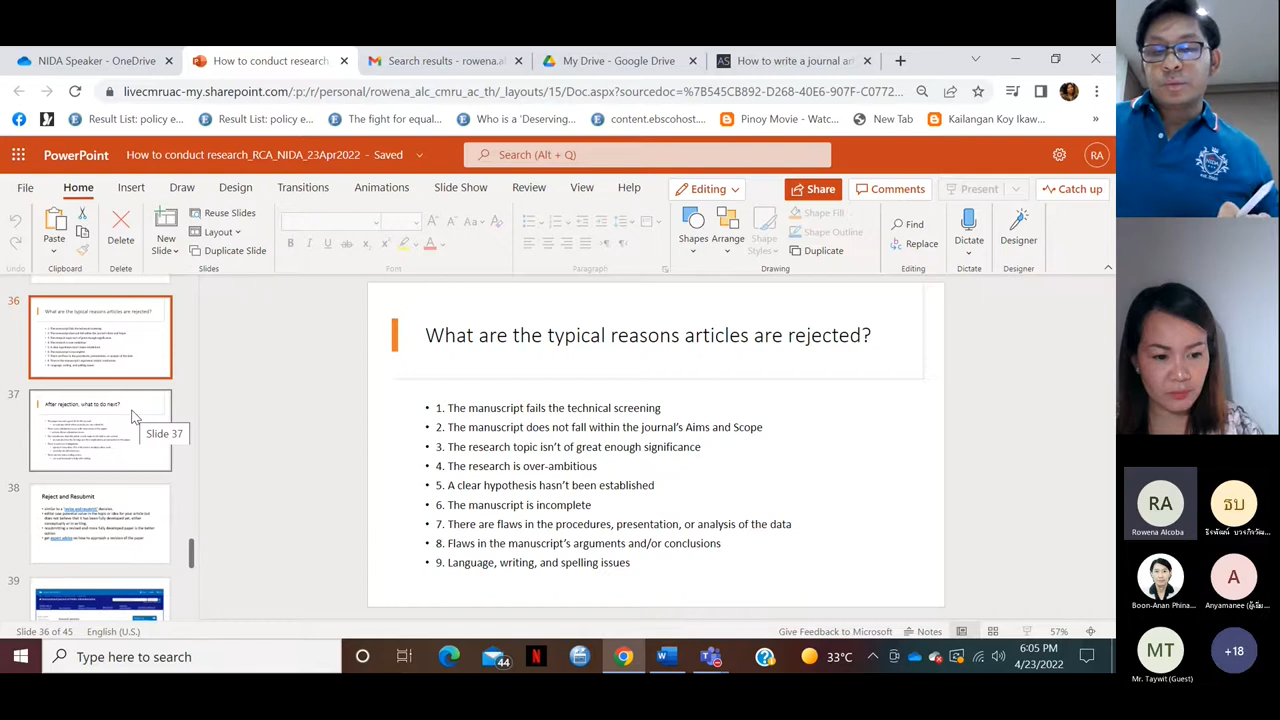 NIDA Speaker - OneDrive
How to conduct research_
Search results - rowena.al
My Drive - Google Drive
How to write a journal art
livecmruac-my.sharepoint.com/:p:/r/personal/rowena_alc_cmru_ac_th/_layouts/15/Doc.aspx?sourcedoc=%7B545CB892-D268-40E6-907F-C0772...
Result List: policy e...
Result List: policy e...
The fight for equal...
Who is a 'Deserving...
content.ebscohost...
Pinoy Movie - Watc...
New Tab
Kailangan Koy Ikaw...
»
PowerPoint
How to conduct research_RCA_NIDA_23Apr2022 - Saved
Search (Alt + Q)
RA
File
Home
Insert
Draw
Design
Transitions
Animations
Slide Show
Review
View
Help
Editing
Share
Comments
Present
Catch up
Undo
Paste
Clipboard
Delete
Delete
New
Slide
Reuse Slides
Layout
Duplicate Slide
Slides
Font
Paragraph
Shapes
Arrange
Shape
Styles
Shape Fill
Shape Outline
Duplicate
Drawing
Find
Replace
Editing
Dictate
Dictate
Designer
Designer
36
What are the typical reasons articles are rejected?
37
After rejection, what to do next?
Slide 37
38
Reject and Resubmit
39
What are the typical reasons articles are rejected?
• 1. The manuscript fails the technical screening
• 2. The manuscript does not fall within the journal's Aims and Scope
• 3. The research topic isn't of great enough significance
• 4. The research is over-ambitious
• 5. A clear hypothesis hasn't been established
• 6. The manuscript is incomplete
• 7. There are flaws in the procedures, presentation, or analysis of the data
• 8. Flaws in the manuscript's arguments and/or conclusions
• 9. Language, writing, and spelling issues
Slide 36 of 45
English (U.S.)
Give Feedback to Microsoft
Notes
57%
Type here to search
44
33°C
6:05 PM
4/23/2022
RA
Rowena Alcoba
ธบ
Boon-Anan Phina...
A
MT
Mr. Taywit (Guest)
+18